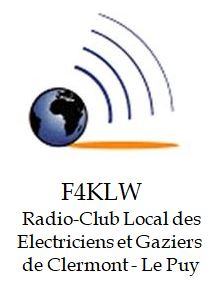 F4KLW
Radio-Club Local des
Electriciens et Gaziers
de Clermont - Le Puy